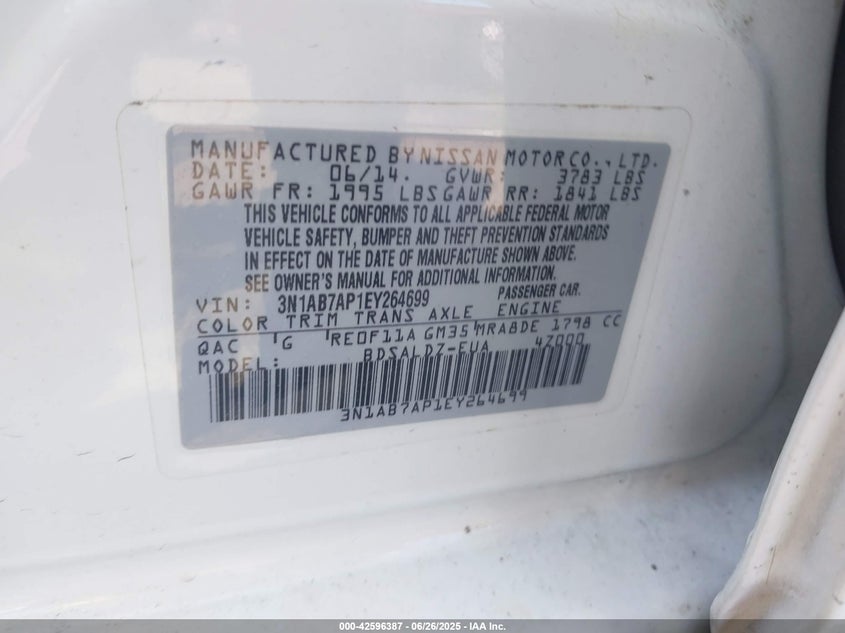 MANUFACTURED BY NISSAN MOTOR CO., LTD.
DATE: 06/14. GVWR: 3783 LBS
GAWR FR: 1995 LBS GAWR RR: 1841 LBS
THIS VEHICLE CONFORMS TO ALL APPLICABLE FEDERAL MOTOR
VEHICLE SAFETY, BUMPER AND THEFT PREVENTION STANDARDS
IN EFFECT ON THE DATE OF MANUFACTURE SHOWN ABOVE.
SEE OWNER'S MANUAL FOR ADDITIONAL INFORMATION.
VIN: 3N1AB7AP1EY264699 PASSENGER CAR.
COLOR TRIM TRANS AXLE ENGINE
QAC G RE0F11A GM35 MRA8DE 1798 CC
MODEL: BDSALDZ-EUA 4Z000
3N1AB7AP1EY264699
000-42596387 - 06/26/2025 - IAA Inc.